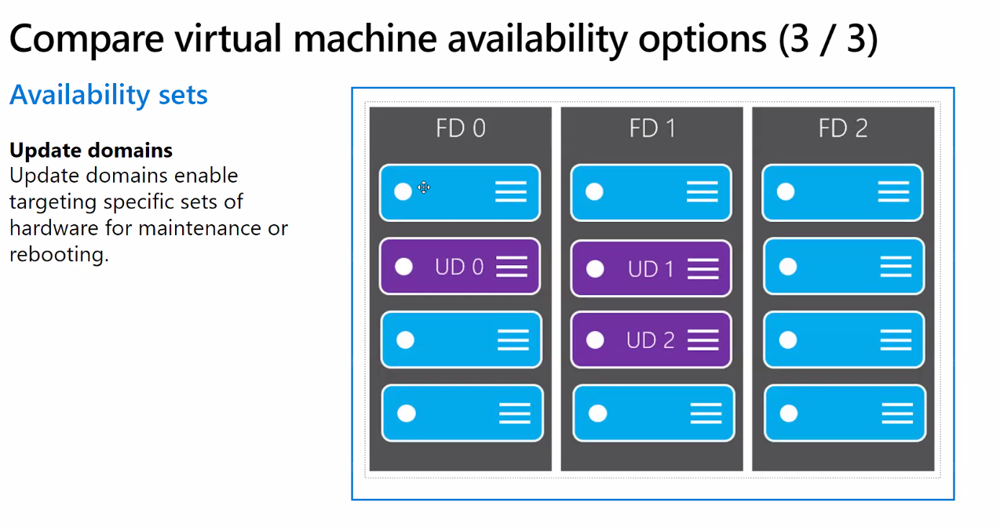 Compare virtual machine availability options (3 / 3)
Availability sets
Update domains
Update domains enable
targeting specific sets of
hardware for maintenance or
rebooting.
FD 0
FD 1
FD 2
UD 0
UD 1
UD 2